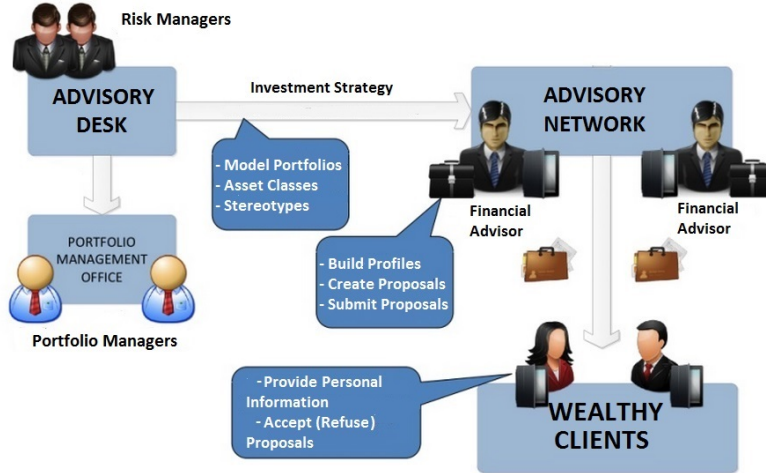 Risk Managers
ADVISORY
DESK
Investment Strategy
ADVISORY
NETWORK
- Model Portfolios
- Asset Classes
- Stereotypes
Financial
Advisor
Financial
Advisor
PORTFOLIO
MANAGEMENT
OFFICE
- Build Profiles
- Create Proposals
- Submit Proposals
Portfolio Managers
-Provide Personal
Information
-Accept (Refuse)
Proposals
WEALTHY
CLIENTS